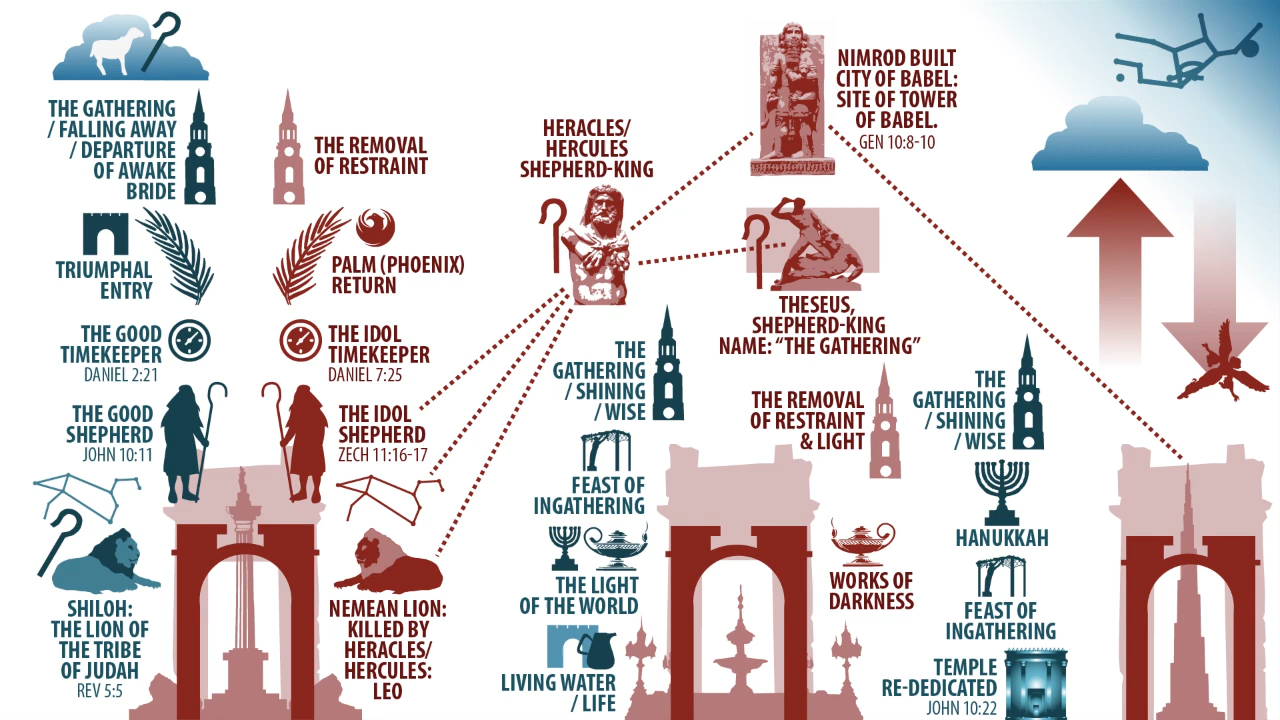 THE GATHERING
/ FALLING AWAY
/ DEPARTURE
OF AWAKE
BRIDE
THE REMOVAL
OF RESTRAINT
TRIUMPHAL
ENTRY
PALM (PHOENIX)
RETURN
THE GOOD
TIMEKEEPER
DANIEL 2:21
THE IDOL
TIMEKEEPER
DANIEL 7:25
THE GOOD
SHEPHERD
JOHN 10:11
THE IDOL
SHEPHERD
ZECH 11:16-17
SHILOH:
THE LION OF
THE TRIBE
OF JUDAH
REV 5:5
NEMEAN LION:
KILLED BY
HERACLES/
HERCULES:
LEO
HERACLES/
HERCULES
SHEPHERD-KING
NIMROD BUILT
CITY OF BABEL:
SITE OF TOWER
OF BABEL.
GEN 10:8-10
THESEUS,
SHEPHERD-KING
NAME: “THE GATHERING”
THE
GATHERING
/ SHINING
/ WISE
FEAST OF
INGATHERING
THE LIGHT
OF THE WORLD
LIVING WATER
/ LIFE
THE REMOVAL
OF RESTRAINT
& LIGHT
WORKS OF
DARKNESS
THE
GATHERING
/ SHINING
/ WISE
HANUKKAH
FEAST OF
INGATHERING
TEMPLE
RE-DEDICATED
JOHN 10:22